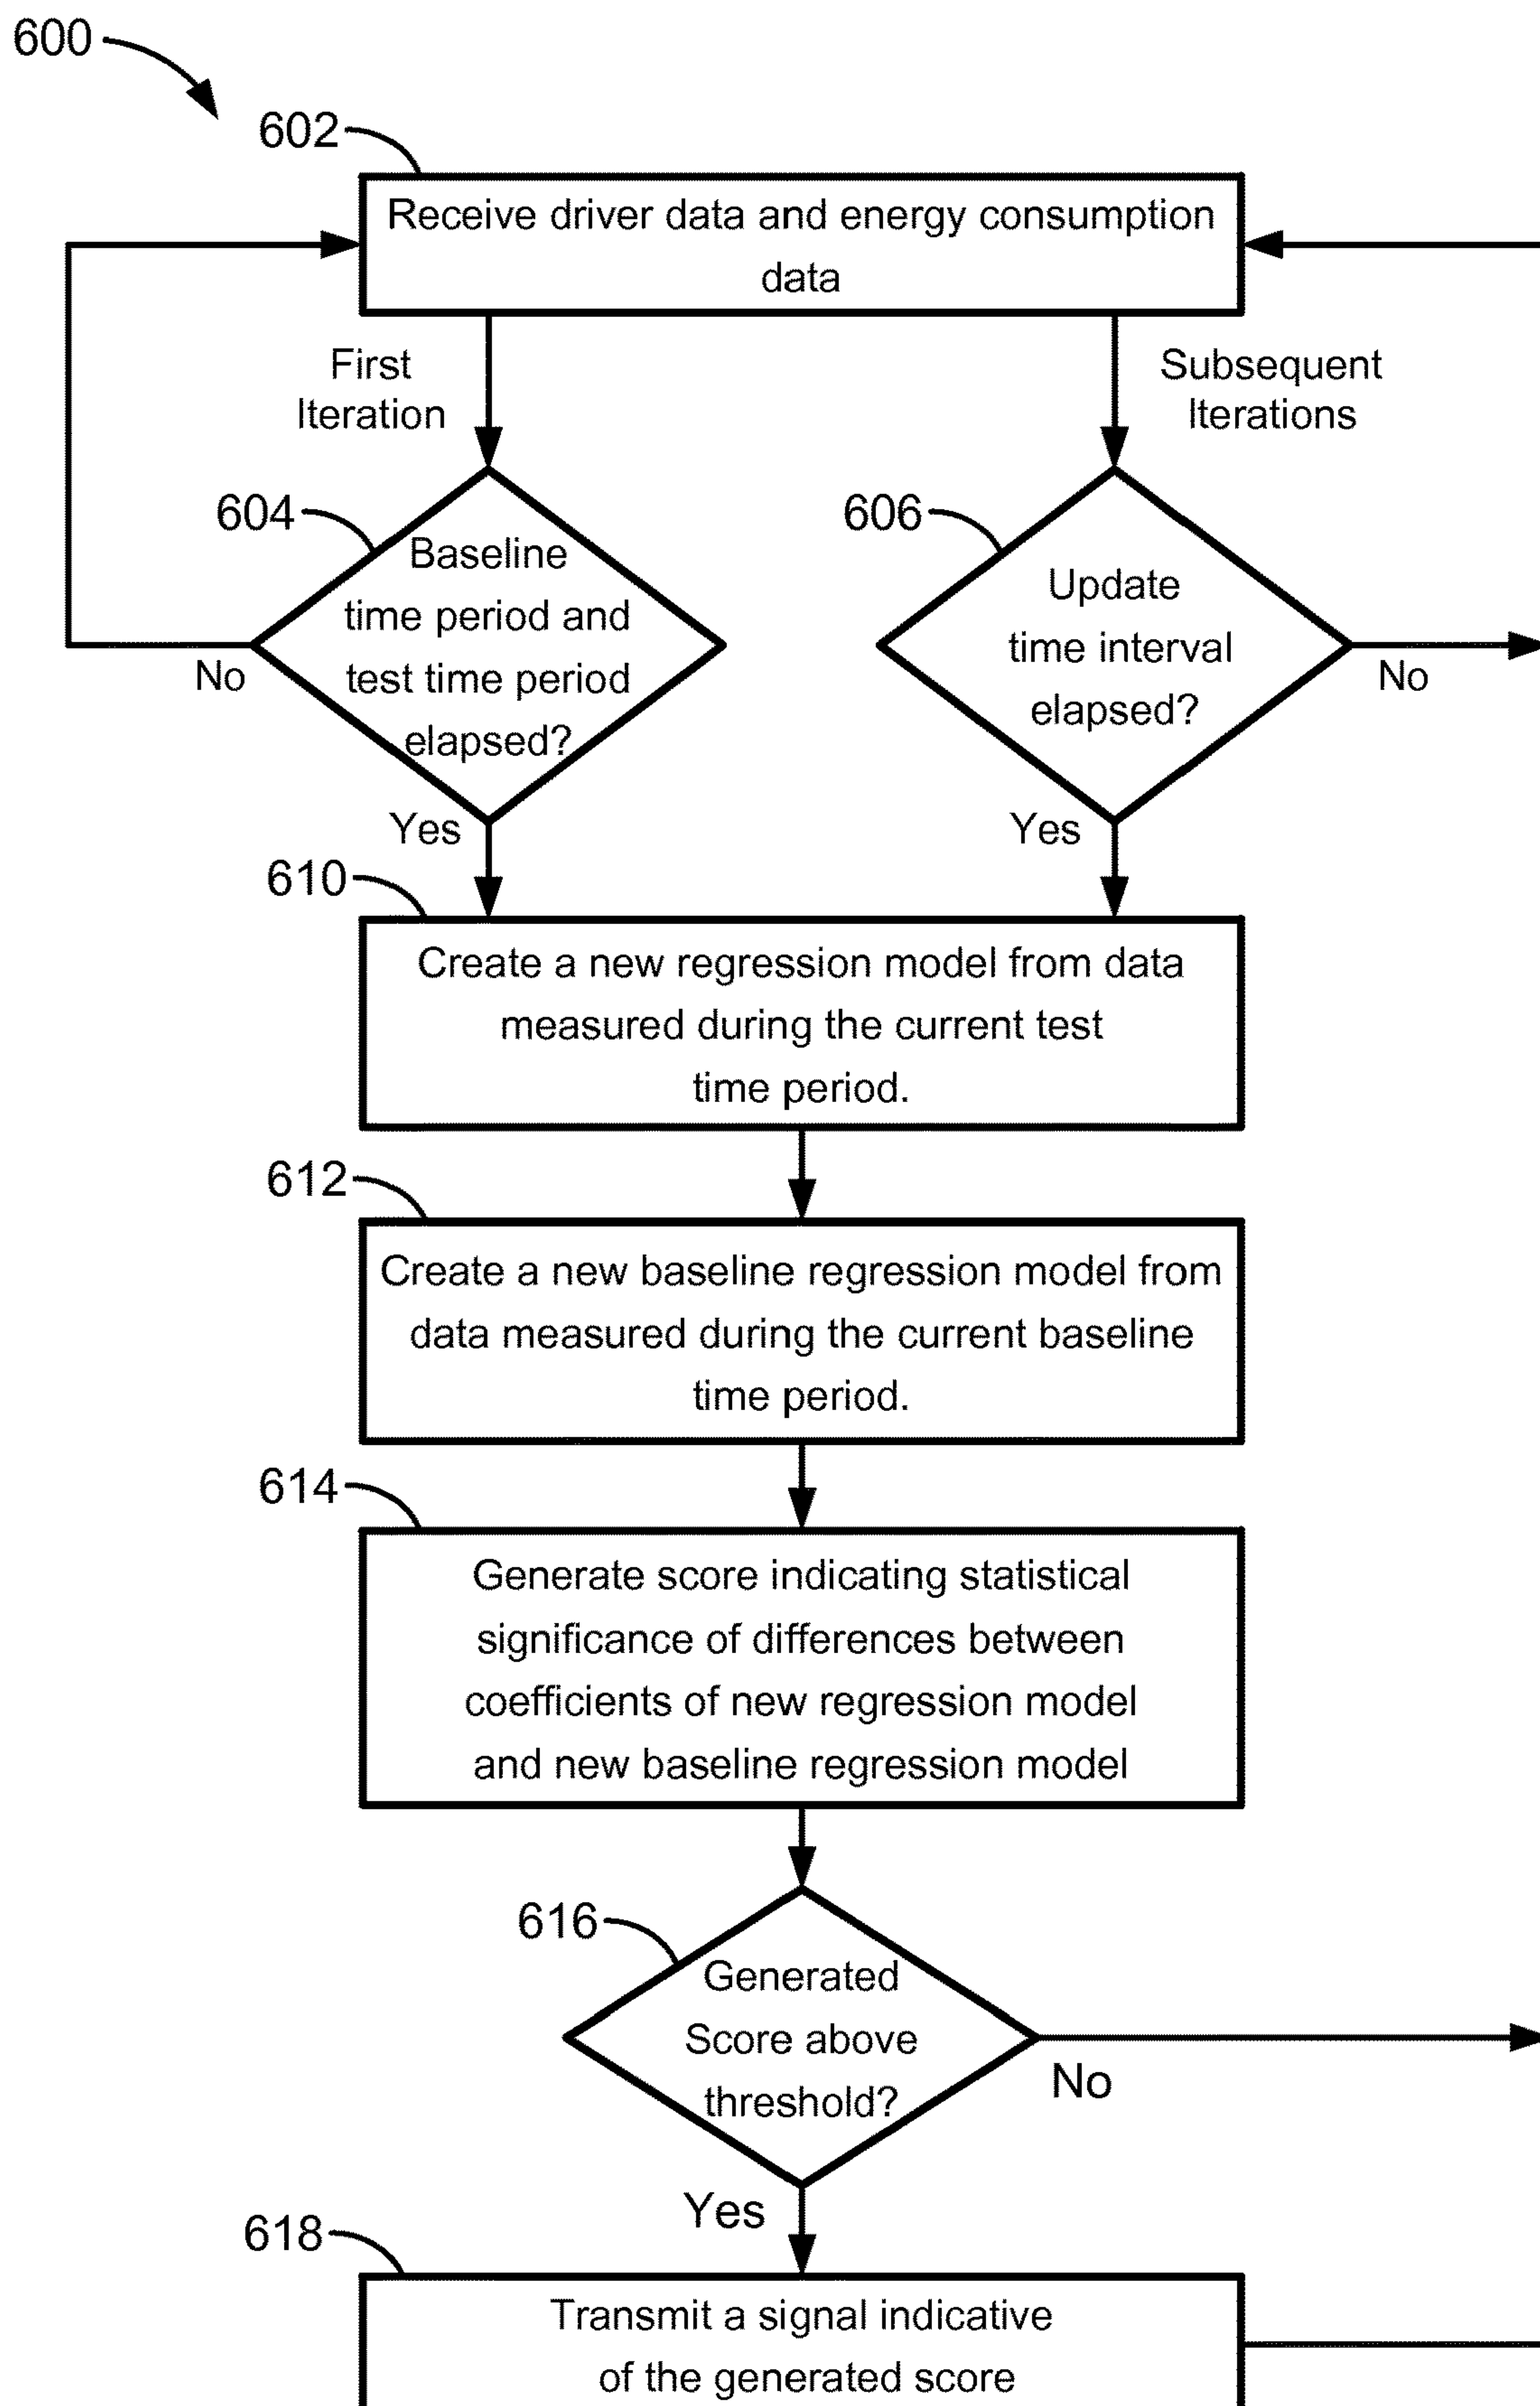 600
602
Receive driver data and energy consumption
data
First
Iteration
Subsequent
Iterations
604
Baseline
time period and
test time period
elapsed?
No
606
Update
time interval
elapsed?
No
Yes
Yes
610
Create a new regression model from data
measured during the current test
time period.
612
Create a new baseline regression model from
data measured during the current baseline
time period.
614
Generate score indicating statistical
significance of differences between
coefficients of new regression model
and new baseline regression model
616
Generated
Score above
threshold?
No
Yes
618
Transmit a signal indicative
of the generated score